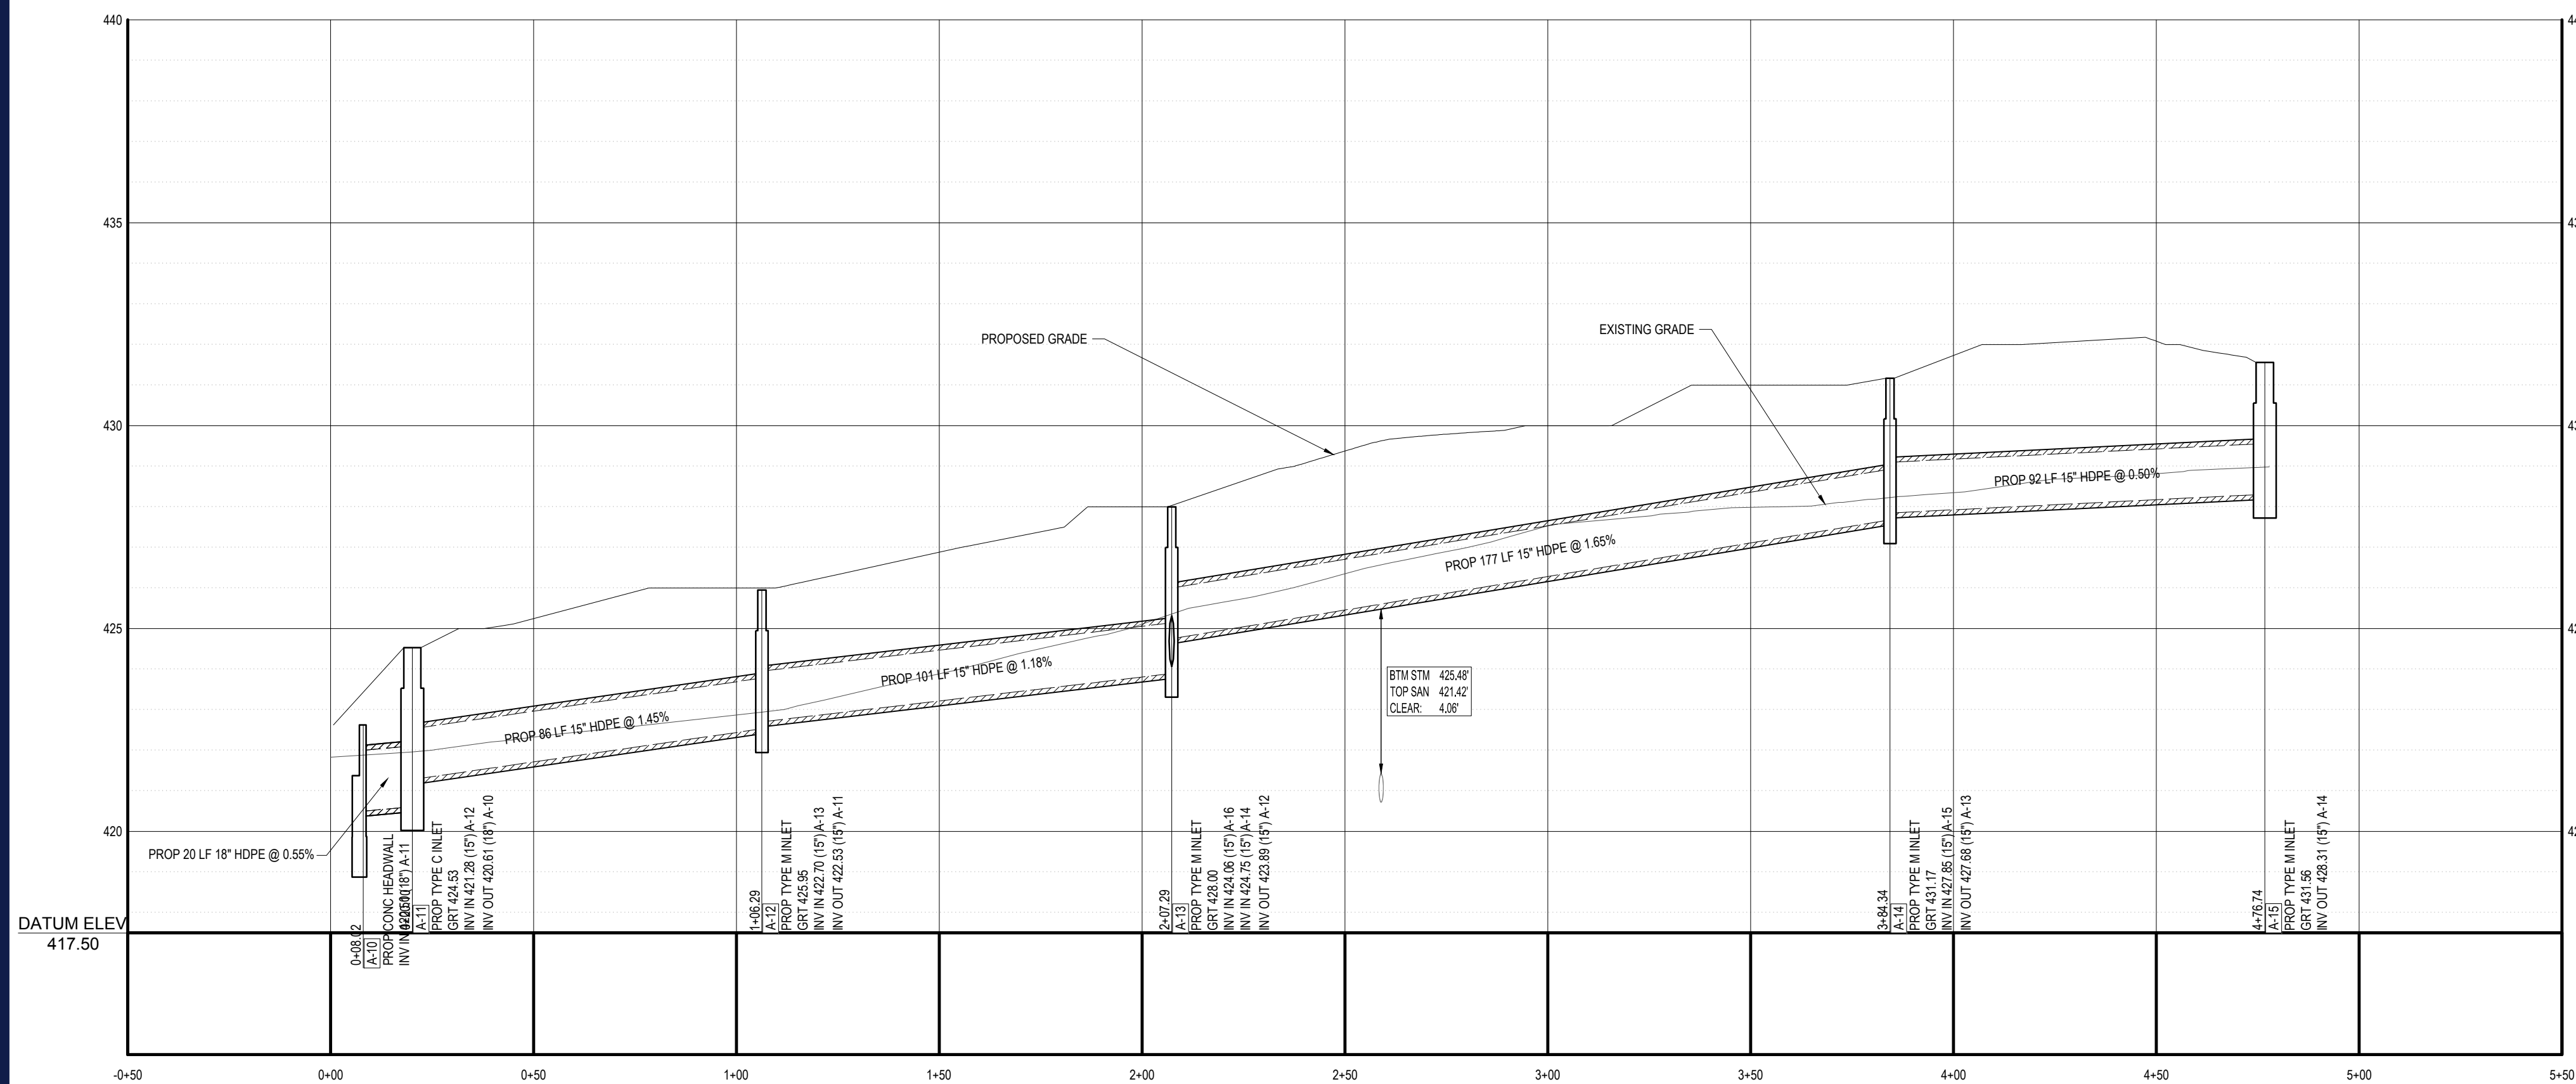 440
435
430
425
420
PROPOSED GRADE
EXISTING GRADE
PROP 20 LF 18" HDPE @ 0.55%
PROP 86 LF 15" HDPE @ 1.45%
PROP 101 LF 15" HDPE @ 1.18%
PROP 177 LF 15" HDPE @ 1.65%
PROP 92 LF 15" HDPE @ 0.50%
BTM STM 425.48'
TOP SAN 421.42'
CLEAR: 4.06'
0+08.02
A-10
PROP CONC HEADWALL
INV IN (18") A-11
A-11
PROP TYPE C INLET
GRT 424.53
INV IN 421.28 (15") A-12
INV OUT 420.61 (18") A-10
1+06.29
A-12
PROP TYPE M INLET
GRT 425.95
INV IN 422.70 (15") A-13
INV OUT 422.53 (15") A-11
2+07.29
A-13
PROP TYPE M INLET
GRT 428.00
INV IN 424.06 (15") A-16
INV IN 424.75 (15") A-14
INV OUT 423.89 (15") A-12
3+84.34
A-14
PROP TYPE M INLET
GRT 431.17
INV IN 427.85 (15") A-15
INV OUT 427.68 (15") A-13
4+76.74
A-15
PROP TYPE M INLET
GRT 431.56
INV OUT 428.31 (15") A-14
DATUM ELEV
417.50
-0+50
0+00
0+50
1+00
1+50
2+00
2+50
3+00
3+50
4+00
4+50
5+00
5+50